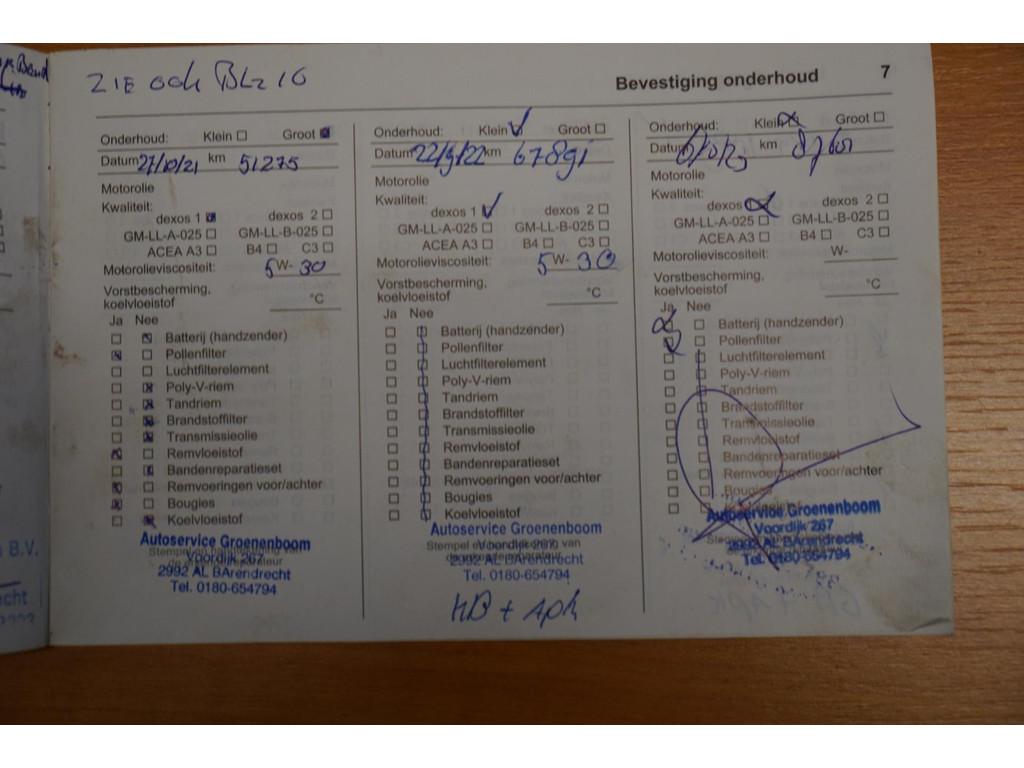 ZIE ook BLZ 10
Bevestiging onderhoud 7
Onderhoud: Klein Groot
Datum 27/10/21 km 51275
Motorolie
Kwaliteit:
dexos 1 dexos 2
GM-LL-A-025 GM-LL-B-025
ACEA A3 B4 C3
Motorolieviscositeit: 5W- 30
Vorstbescherming,
koelvloeistof °C
Ja Nee
Batterij (handzender)
Pollenfilter
Luchtfilterelement
Poly-V-riem
Tandriem
Brandstoffilter
Transmissieolie
Remvloeistof
Bandenreparatieset
Remvoeringen voor/achter
Bougies
Koelvloeistof
Autoservice Groenenboom
Voordijk 267
2992 AL BArendrecht
Tel. 0180-654794
Onderhoud: Klein Groot
Datum 22/9/22 km 67891
Motorolie
Kwaliteit:
dexos 1 dexos 2
GM-LL-A-025 GM-LL-B-025
ACEA A3 B4 C3
Motorolieviscositeit: 5W- 30
Vorstbescherming,
koelvloeistof °C
Ja Nee
Batterij (handzender)
Pollenfilter
Luchtfilterelement
Poly-V-riem
Tandriem
Brandstoffilter
Transmissieolie
Remvloeistof
Bandenreparatieset
Remvoeringen voor/achter
Bougies
Koelvloeistof
Autoservice Groenenboom
Voordijk 267
2992 AL BArendrecht
Tel. 0180-654794
KB + apk
Onderhoud: Klein Groot
Datum km
Motorolie
Kwaliteit:
dexos dexos 2
GM-LL-A-025 GM-LL-B-025
ACEA A3 B4 C3
Motorolieviscositeit: W-
Vorstbescherming,
koelvloeistof °C
Ja Nee
Batterij (handzender)
Pollenfilter
Luchtfilterelement
Poly-V-riem
Tandriem
Brandstoffilter
Transmissieolie
Remvloeistof
Bandenreparatieset
Remvoeringen voor/achter
Bougies
Autoservice Groenenboom
Voordijk 267
2992 AL BArendrecht
Tel. 0180-654794
B.V.